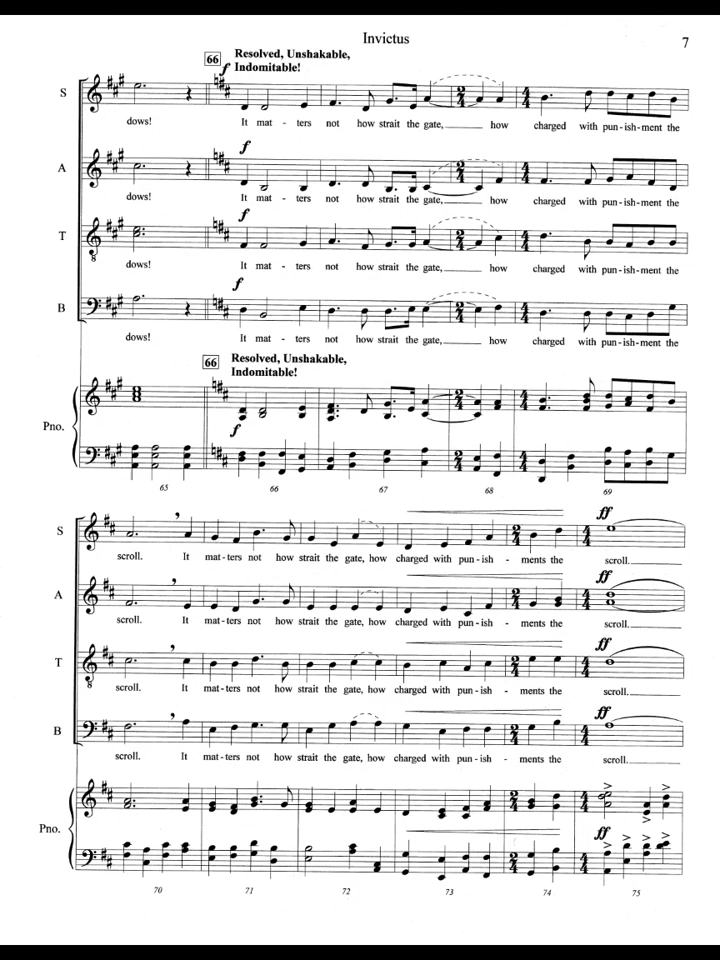 Invictus
7
66 Resolved, Unshakable,
Indomitable!
f
S
dows! It mat - ters not how strait the gate, how charged with pun - ish - ment the
f
A
dows! It mat - ters not how strait the gate, how charged with pun - ish - ment the
f
T
8
dows! It mat - ters not how strait the gate, how charged with pun - ish - ment the
f
B
dows! It mat - ters not how strait the gate, how charged with pun - ish - ment the
66 Resolved, Unshakable,
Indomitable!
Pno.
f
65 66 67 68 69
ff
S
scroll. It mat - ters not how strait the gate, how charged with pun - ish - ments the scroll.
ff
A
scroll. It mat - ters not how strait the gate, how charged with pun - ish - ments the scroll.
ff
T
8
scroll. It mat - ters not how strait the gate, how charged with pun - ish - ments the scroll.
ff
B
scroll. It mat - ters not how strait the gate, how charged with pun - ish - ments the scroll.
Pno.
ff
70 71 72 73 74 75